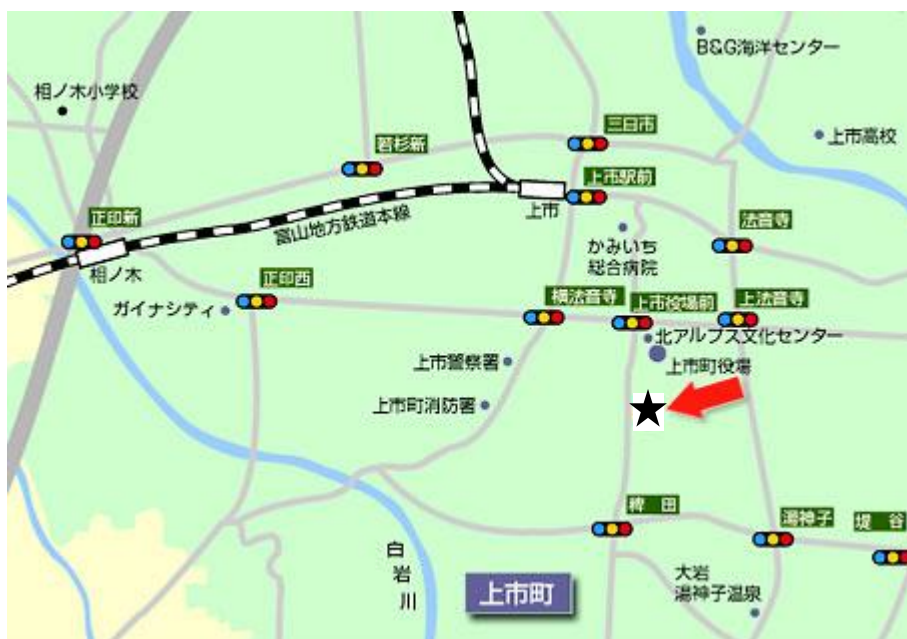 B&G海洋センター
相ノ木小学校
三日市
上市高校
若杉新
上市駅前
上市
正印新
富山地方鉄道本線
法音寺
かみいち
総合病院
相ノ木
正印西
ガイナシティ
横法音寺
上市役場前
上法音寺
北アルプス文化センター
上市警察署
上市町役場
上市町消防署
稗田
湯神子
堤谷
白岩川
大岩
湯神子温泉
上市町